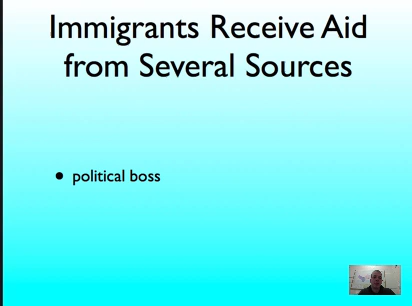 Immigrants Receive Aid
from Several Sources
• political boss